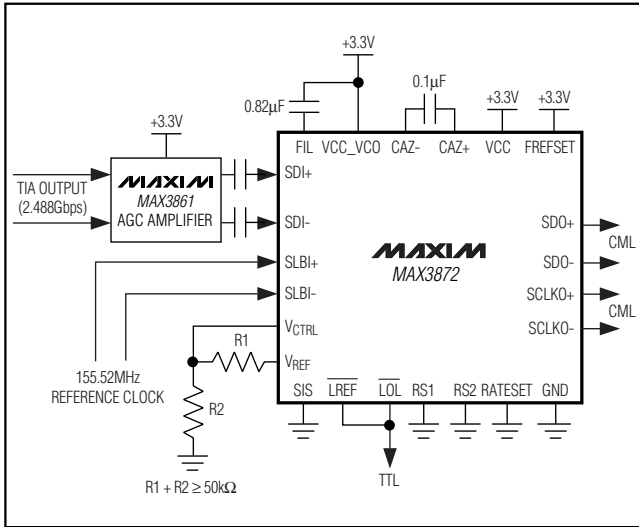 +3.3V
0.1µF
0.82µF
+3.3V
+3.3V
+3.3V
FIL VCC_VCO CAZ- CAZ+ VCC FREFSET
TIA OUTPUT
(2.488Gbps)
MAXIM
MAX3861
AGC AMPLIFIER
SDI+
SDI-
SLBI+
SLBI-
VCTRL
VREF
MAXIM
MAX3872
SDO+
SDO-
SCLKO+
SCLKO-
CML
CML
R1
R2
155.52MHz
REFERENCE CLOCK
SIS L̅R̅E̅F̅ L̅O̅L̅ RS1 RS2 RATESET GND
TTL
R1 + R2 ≥ 50kΩ